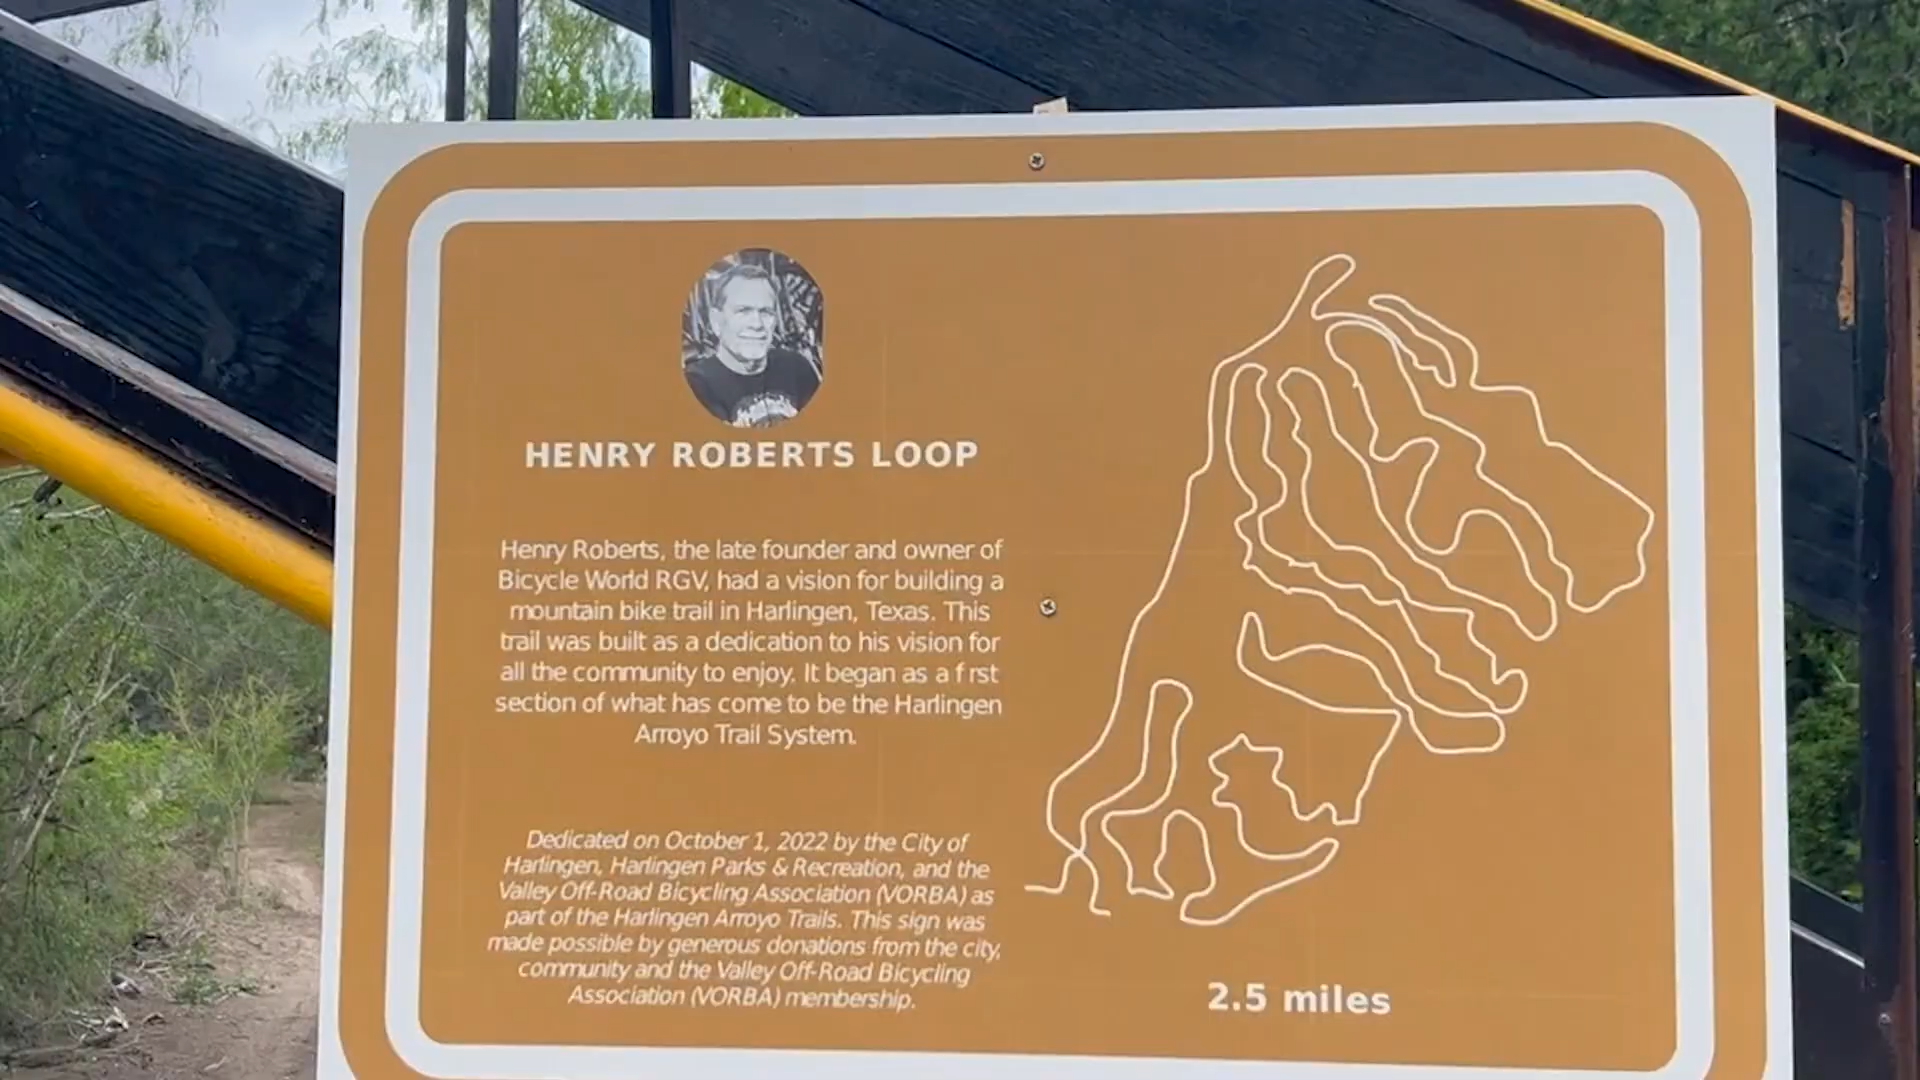 HENRY ROBERTS LOOP
Henry Roberts, the late founder and owner of
Bicycle World RGV, had a vision for building a
mountain bike trail in Harlingen, Texas. This
trail was built as a dedication to his vision for
all the community to enjoy. It began as a f rst
section of what has come to be the Harlingen
Arroyo Trail System.
Dedicated on October 1, 2022 by the City of
Harlingen, Harlingen Parks & Recreation, and the
Valley Off-Road Bicycling Association (VORBA) as
part of the Harlingen Arroyo Trails. This sign was
made possible by generous donations from the city,
community and the Valley Off-Road Bicycling
Association (VORBA) membership.
2.5 miles